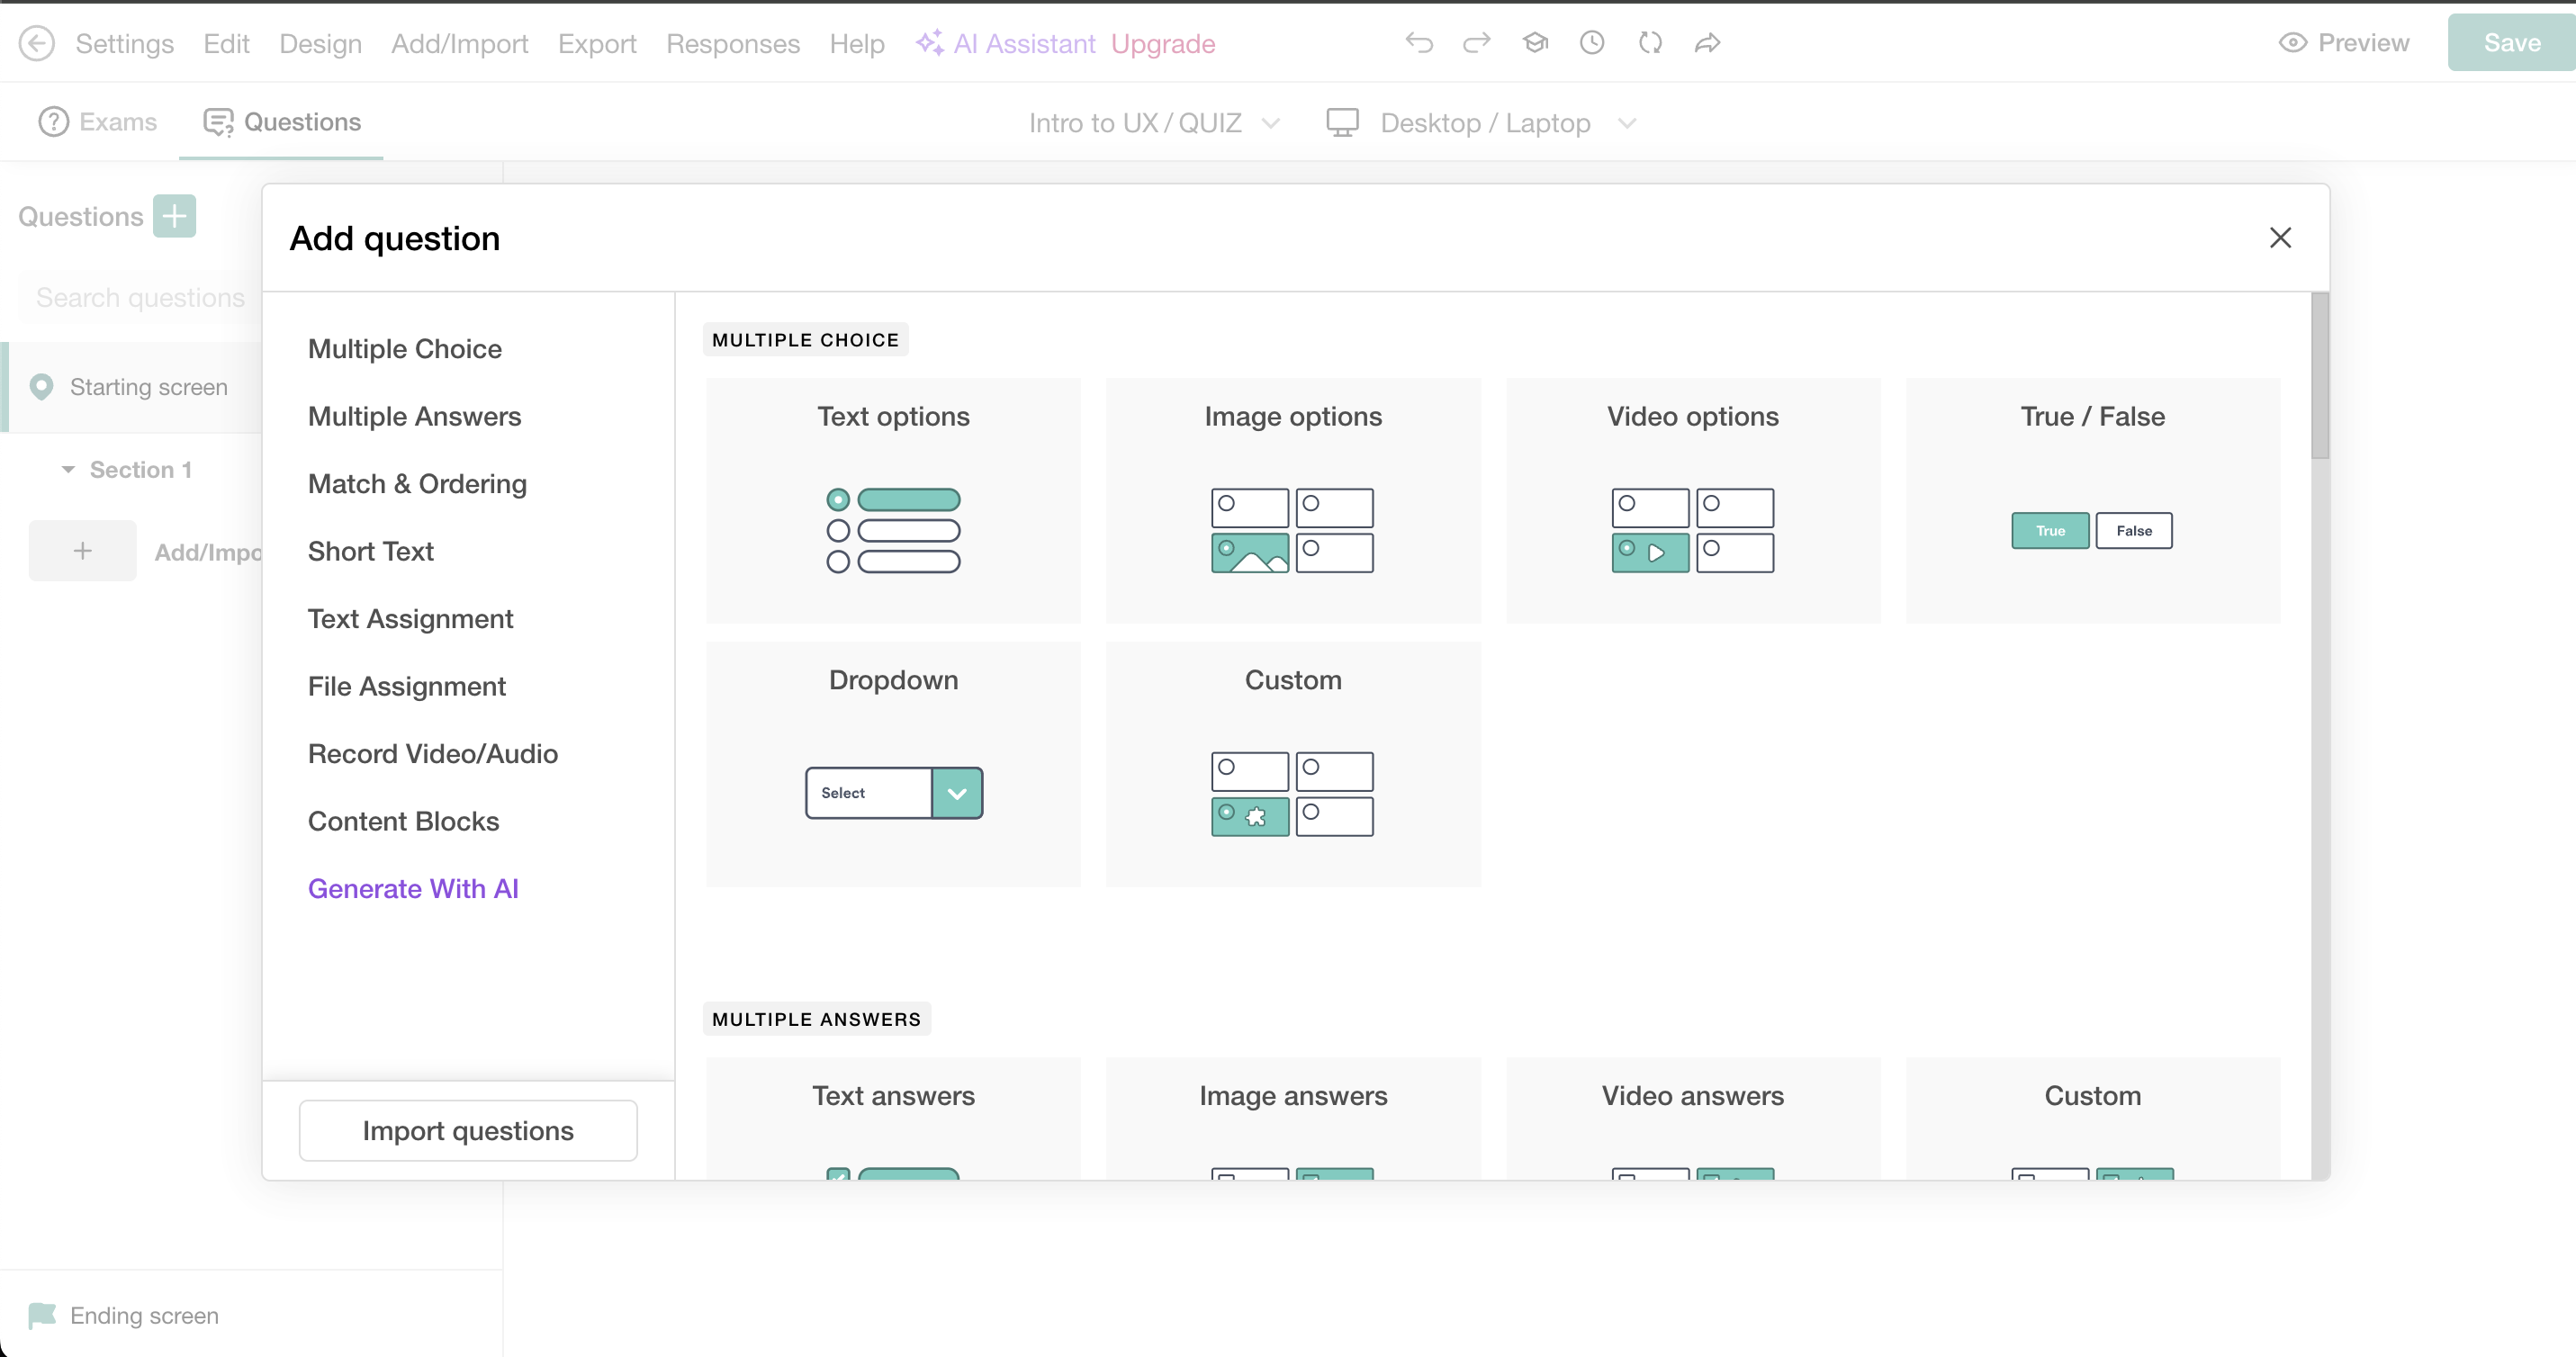 Settings Edit Design Add/Import Export Responses Help AI Assistant Upgrade Preview Save
Exams Questions Intro to UX / QUIZ Desktop / Laptop
Questions
Search questions
Starting screen
Section 1
Add/Impo
Ending screen
Add question
Multiple Choice
Multiple Answers
Match & Ordering
Short Text
Text Assignment
File Assignment
Record Video/Audio
Content Blocks
Generate With AI
Import questions
MULTIPLE CHOICE
Text options Image options Video options True / False
True False
Dropdown Custom
Select
MULTIPLE ANSWERS
Text answers Image answers Video answers Custom